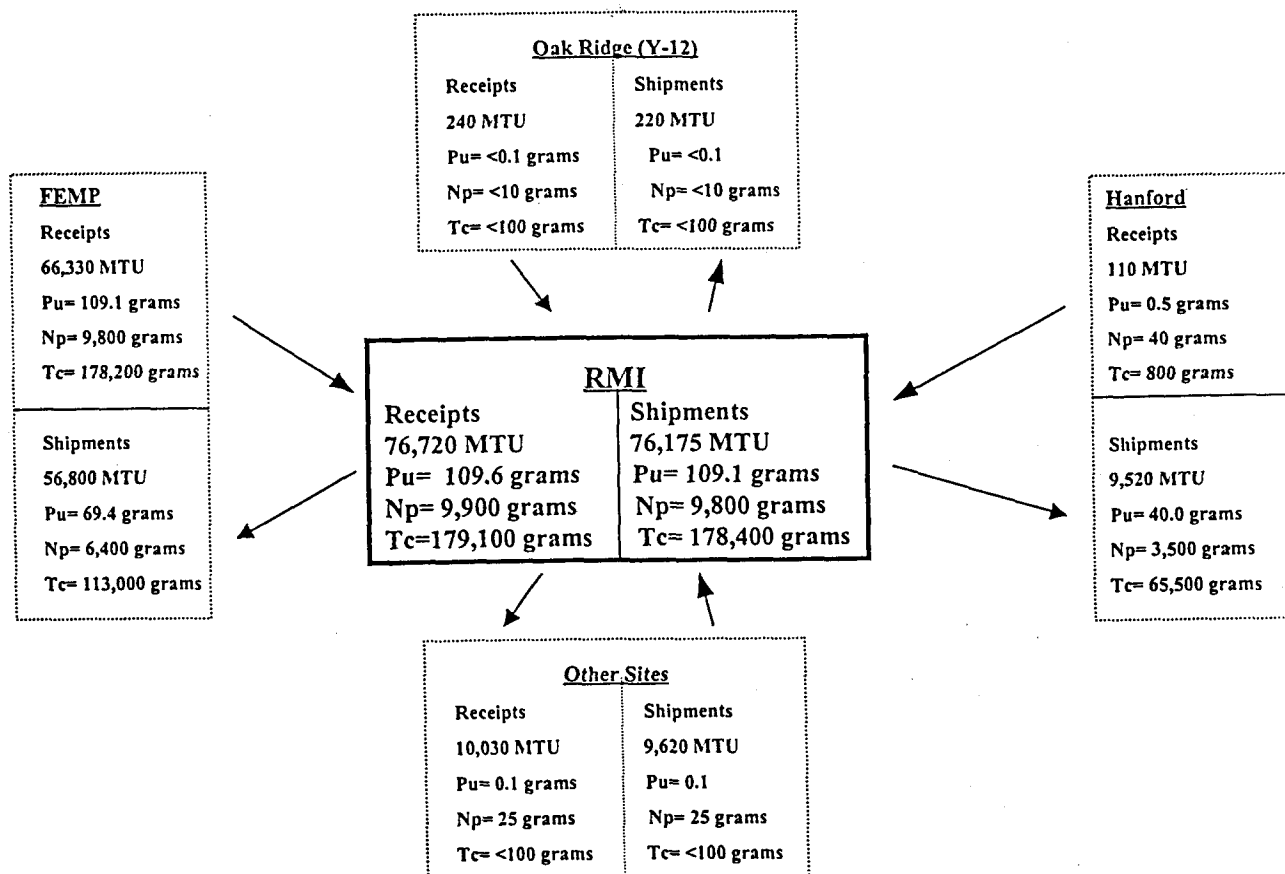 Oak Ridge (Y-12)
Receipts
240 MTU
Pu= <0.1 grams
Np= <10 grams
Tc= <100 grams
Shipments
220 MTU
Pu= <0.1
Np= <10 grams
Tc= <100 grams
FEMP
Receipts
66,330 MTU
Pu= 109.1 grams
Np= 9,800 grams
Tc= 178,200 grams
Shipments
56,800 MTU
Pu= 69.4 grams
Np= 6,400 grams
Tc= 113,000 grams
RMI
Receipts
76,720 MTU
Pu= 109.6 grams
Np= 9,900 grams
Tc=179,100 grams
Shipments
76,175 MTU
Pu= 109.1 grams
Np= 9,800 grams
Tc= 178,400 grams
Hanford
Receipts
110 MTU
Pu= 0.5 grams
Np= 40 grams
Tc= 800 grams
Shipments
9,520 MTU
Pu= 40.0 grams
Np= 3,500 grams
Tc= 65,500 grams
Other Sites
Receipts
10,030 MTU
Pu= 0.1 grams
Np= 25 grams
Tc= <100 grams
Shipments
9,620 MTU
Pu= 0.1
Np= 25 grams
Tc= <100 grams